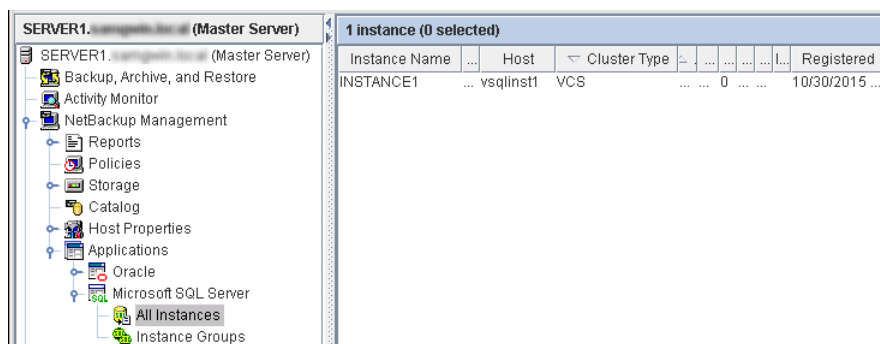 SERVER1. (Master Server)
SERVER1. (Master Server)
Backup, Archive, and Restore
Activity Monitor
NetBackup Management
Reports
Policies
Storage
Catalog
Host Properties
Applications
Oracle
Microsoft SQL Server
All Instances
Instance Groups
1 instance (0 selected)
Instance Name ... Host Cluster Type . ... ... ... ... I... Registered
INSTANCE1 ... vsqlinst1 VCS ... ... 0 ... ... 10/30/2015 ...